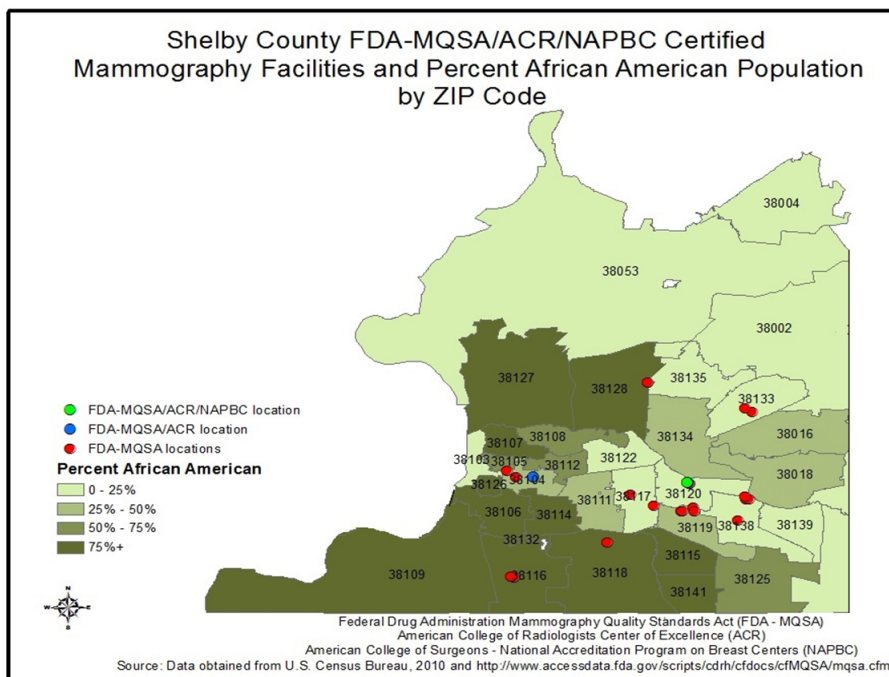 Shelby County FDA-MQSA/ACR/NAPBC Certified
Mammography Facilities and Percent African American Population
by ZIP Code
38004
38053
38002
38127
38128
38135
38133
FDA-MQSA/ACR/NAPBC location
FDA-MQSA/ACR location
FDA-MQSA locations
Percent African American
0 - 25%
25% - 50%
50% - 75%
75%+
38107
38108
38134
38016
38103
38105
38112
38122
38018
38126
38104
38111
38117
38120
38106
38114
38119
38138
38139
38132
38109
38116
38118
38115
38125
38141
N
W
E
S
Federal Drug Administration Mammography Quality Standards Act (FDA - MQSA)
American College of Radiologists Center of Excellence (ACR)
American College of Surgeons - National Accreditation Program on Breast Centers (NAPBC)
Source: Data obtained from U.S. Census Bureau, 2010 and http://www.accessdata.fda.gov/scripts/cdrh/cfdocs/cfMQSA/mqsa.cfm